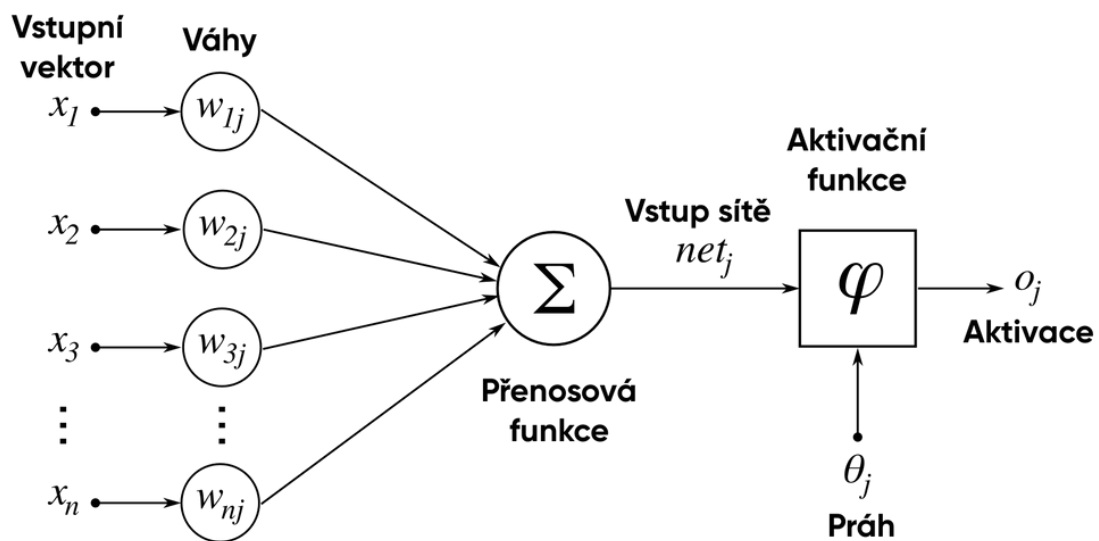 Vstupní
vektor
Váhy
x1
w1j
x2
w2j
x3
w3j
⋮
⋮
xn
wnj
Σ
Přenosová
funkce
Vstup sítě
netj
Aktivační
funkce
φ
oj
Aktivace
θj
Práh